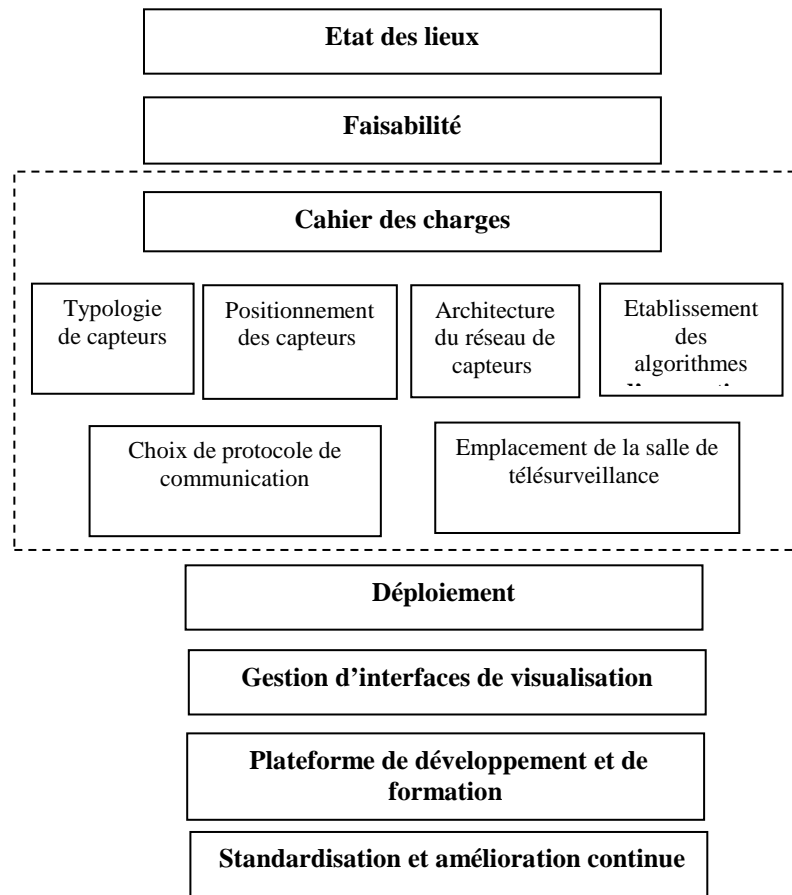 Etat des lieux
Faisabilité
Cahier des charges
Typologie
de capteurs
Positionnement
des capteurs
Architecture
du réseau de
capteurs
Etablissement
des
algorithmes
Choix de protocole de
communication
Emplacement de la salle de
télésurveillance
Déploiement
Gestion d’interfaces de visualisation
Plateforme de développement et de
formation
Standardisation et amélioration continue